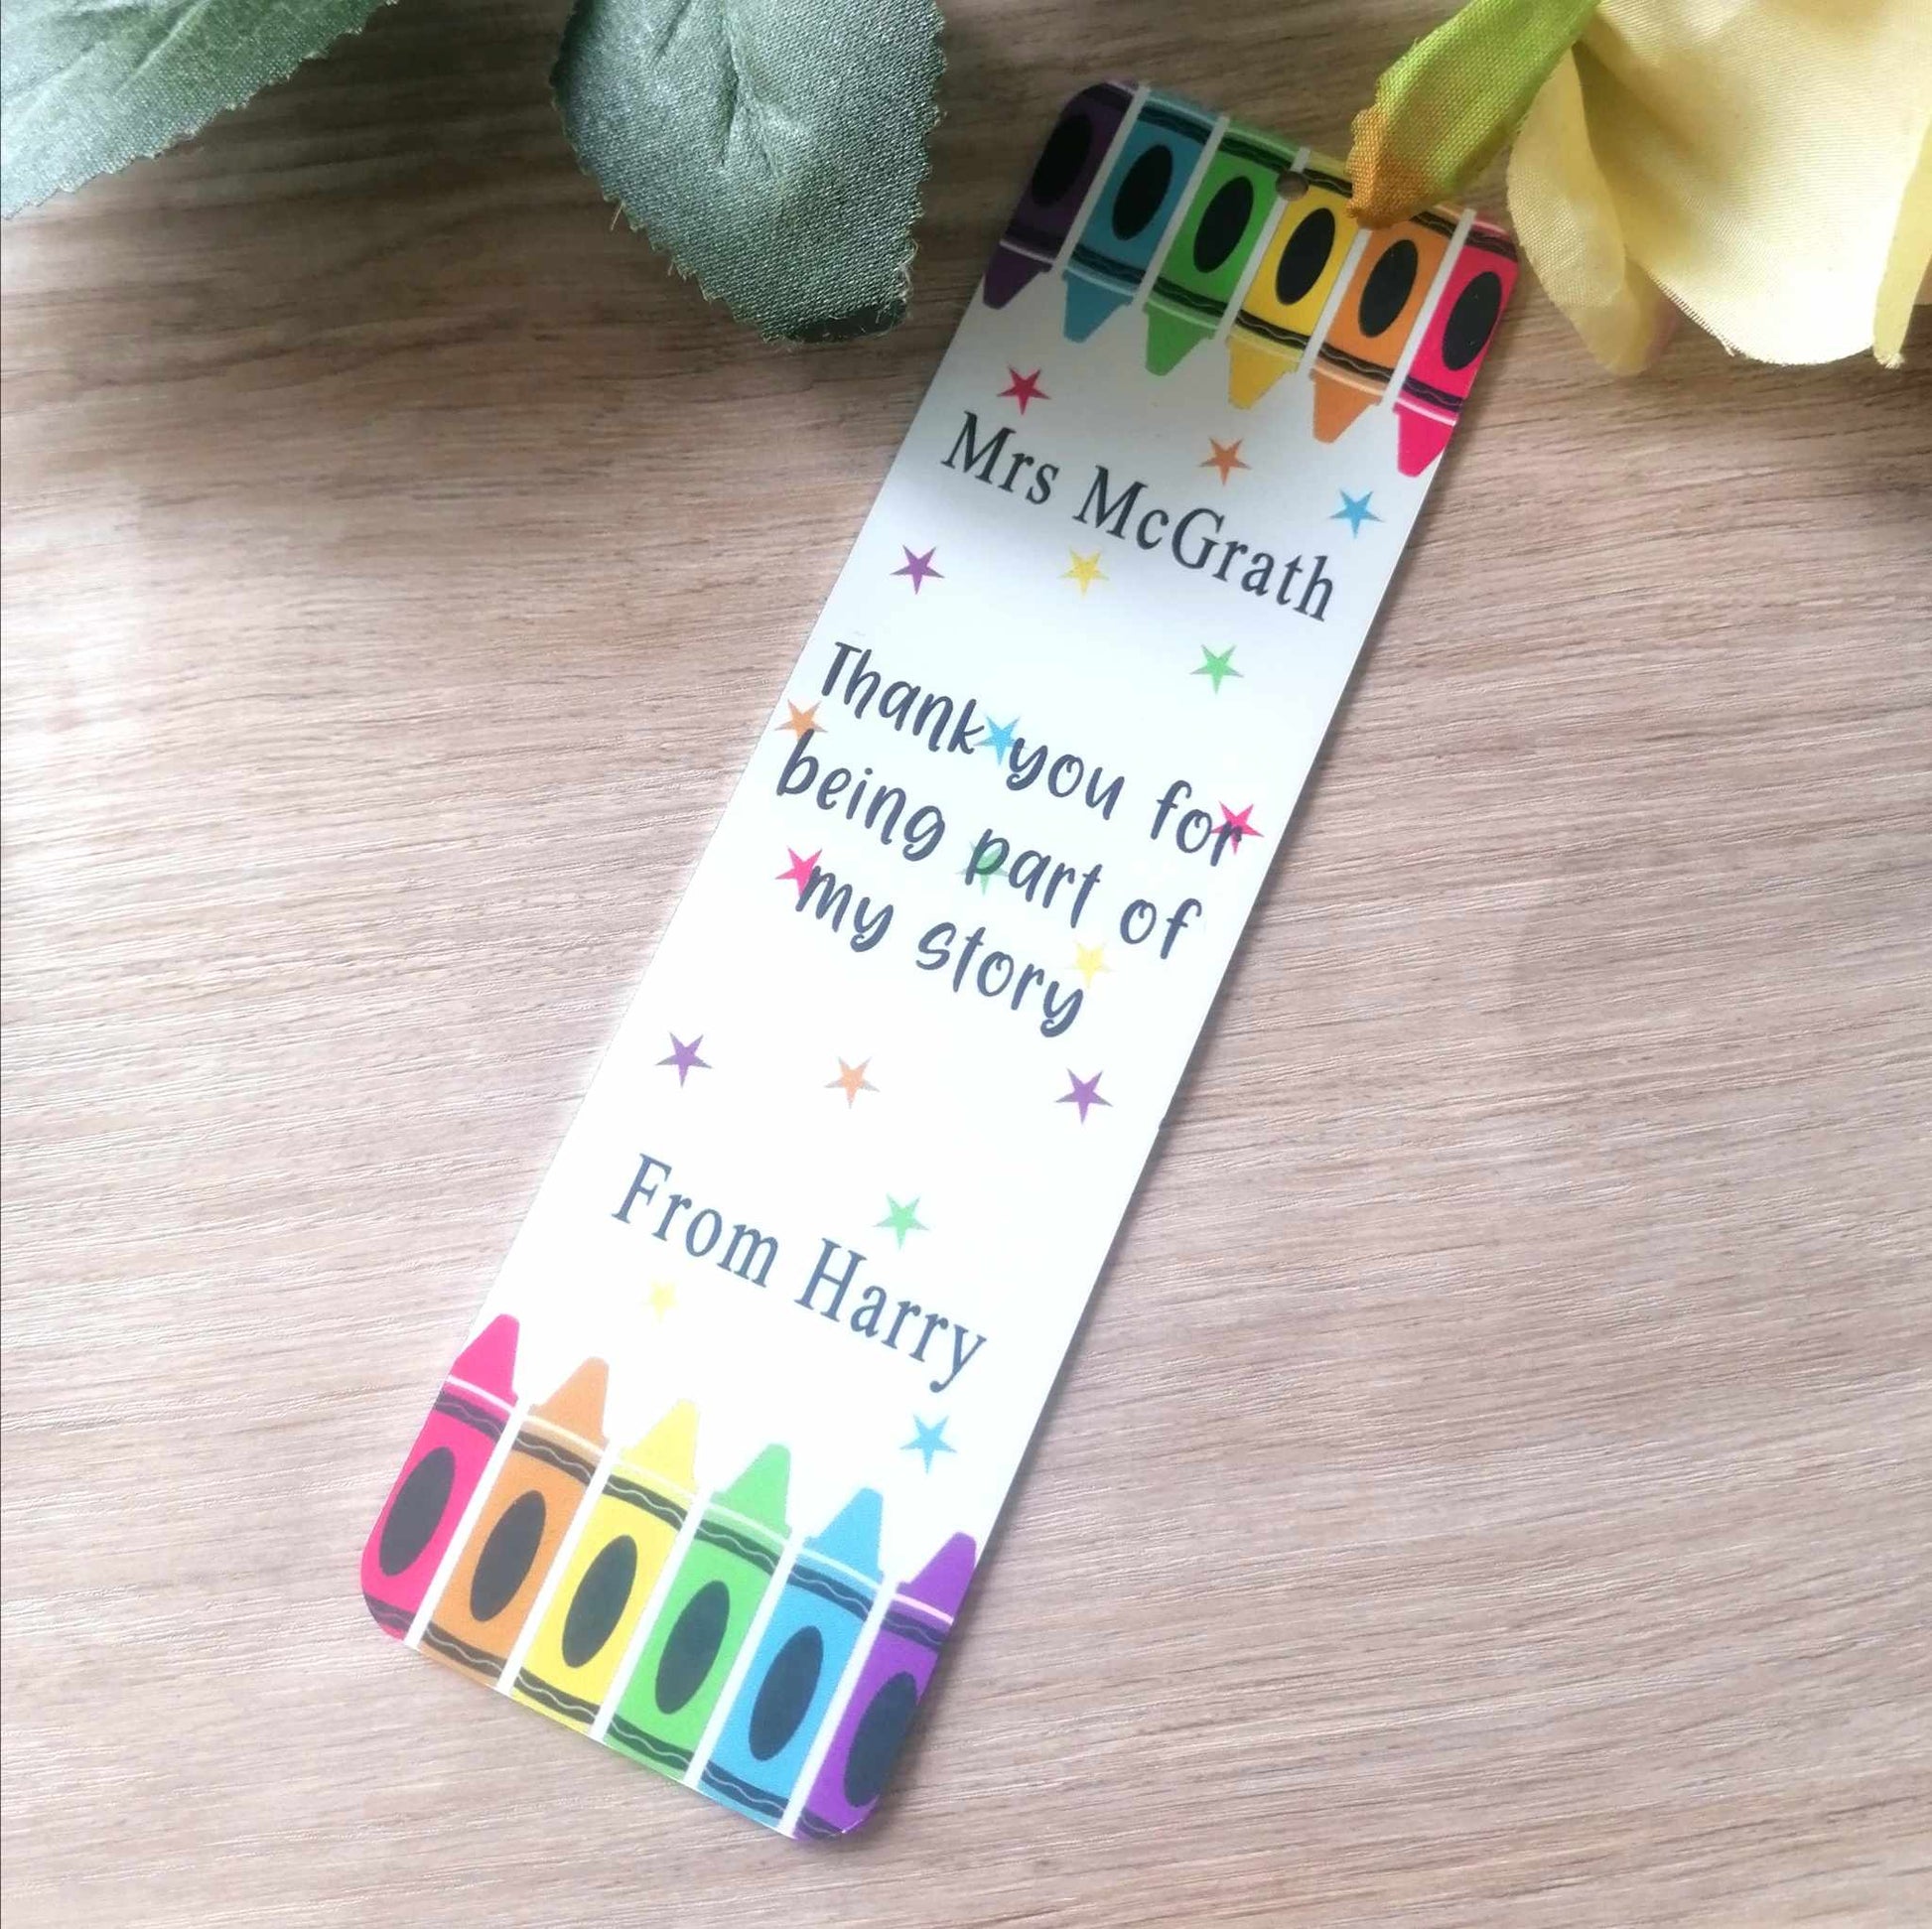 Mrs McGrath
Thank you for
being part of
my story
From Harry